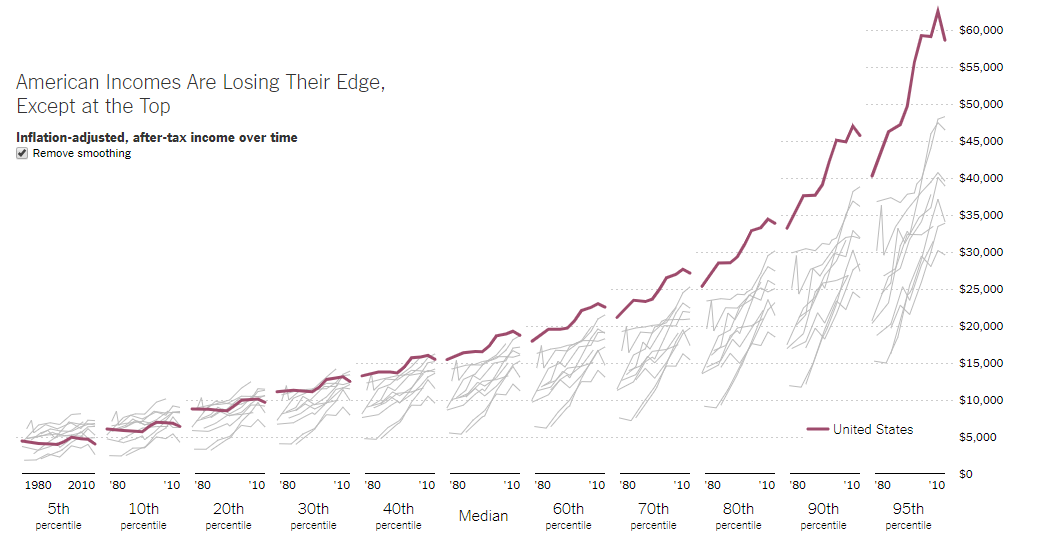 American Incomes Are Losing Their Edge,
Except at the Top
Inflation-adjusted, after-tax income over time
Remove smoothing
$60,000
$55,000
$50,000
$45,000
$40,000
$35,000
$30,000
$25,000
$20,000
$15,000
$10,000
$5,000
$0
United States
1980 2010 '80 '10 '80 '10 '80 '10 '80 '10 '80 '10 '80 '10 '80 '10 '80 '10 '80 '10 '80 '10
5th 10th 20th 30th 40th Median 60th 70th 80th 90th 95th
percentile percentile percentile percentile percentile percentile percentile percentile percentile percentile